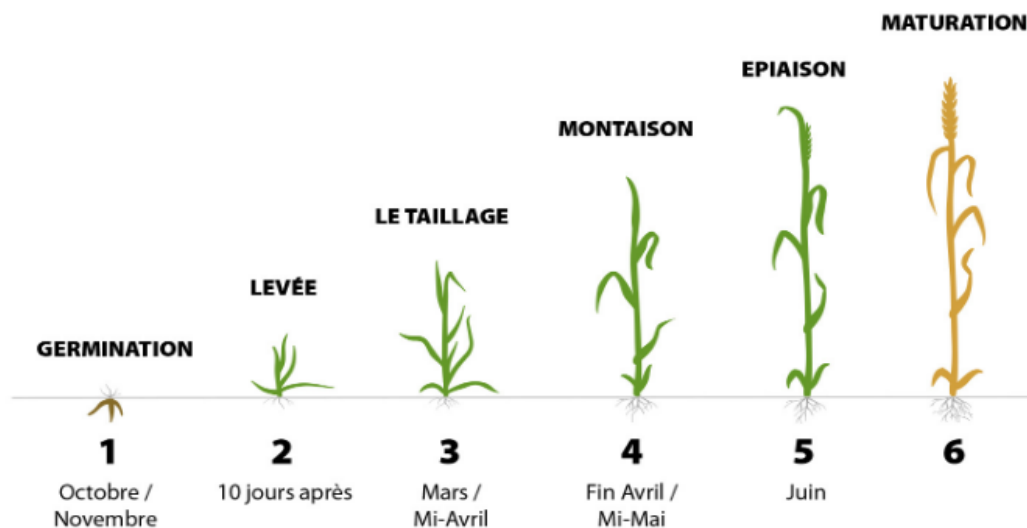 GERMINATION
LEVÉE
LE TAILLAGE
MONTAISON
EPIAISON
MATURATION
1
Octobre /
Novembre
2
10 jours après
3
Mars /
Mi-Avril
4
Fin Avril /
Mi-Mai
5
Juin
6